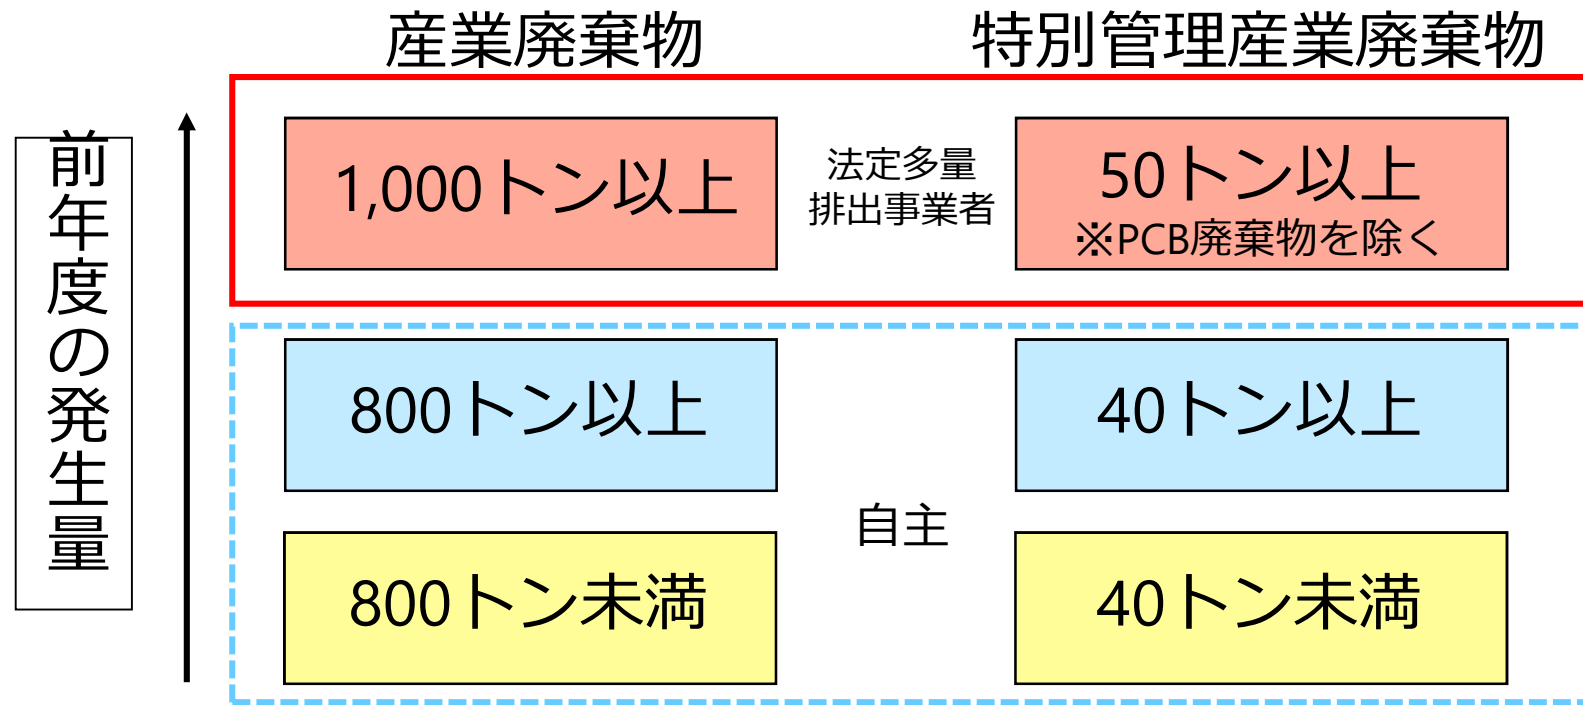 産業廃棄物
特別管理産業廃棄物
前年度の発生量
1,000トン以上
法定多量
排出事業者
50トン以上
※PCB廃棄物を除く
800トン以上
40トン以上
自主
800トン未満
40トン未満